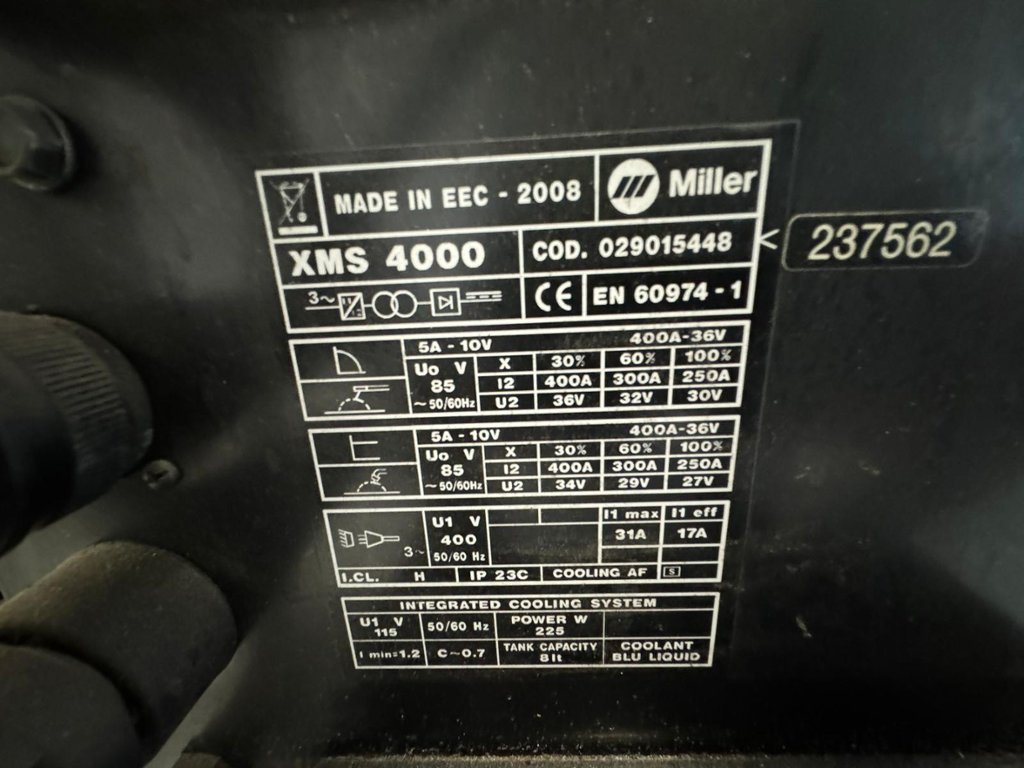 MADE IN EEC - 2008 Miller
XMS 4000 COD. 029015448 < 237562
3~ CE EN 60974-1
5A - 10V 400A-36V
Uo V X 30% 60% 100%
85 I2 400A 300A 250A
~50/60Hz U2 36V 32V 30V
5A - 10V 400A-36V
Uo V X 30% 60% 100%
85 I2 400A 300A 250A
~50/60Hz U2 34V 29V 27V
U1 V I1 max I1 eff
400 31A 17A
3~ 50/60 Hz
I.CL. H IP 23C COOLING AF S
INTEGRATED COOLING SYSTEM
U1 V 50/60 Hz POWER W
115 225
I min=1.2 C~0.7 TANK CAPACITY COOLANT
8lt BLU LIQUID